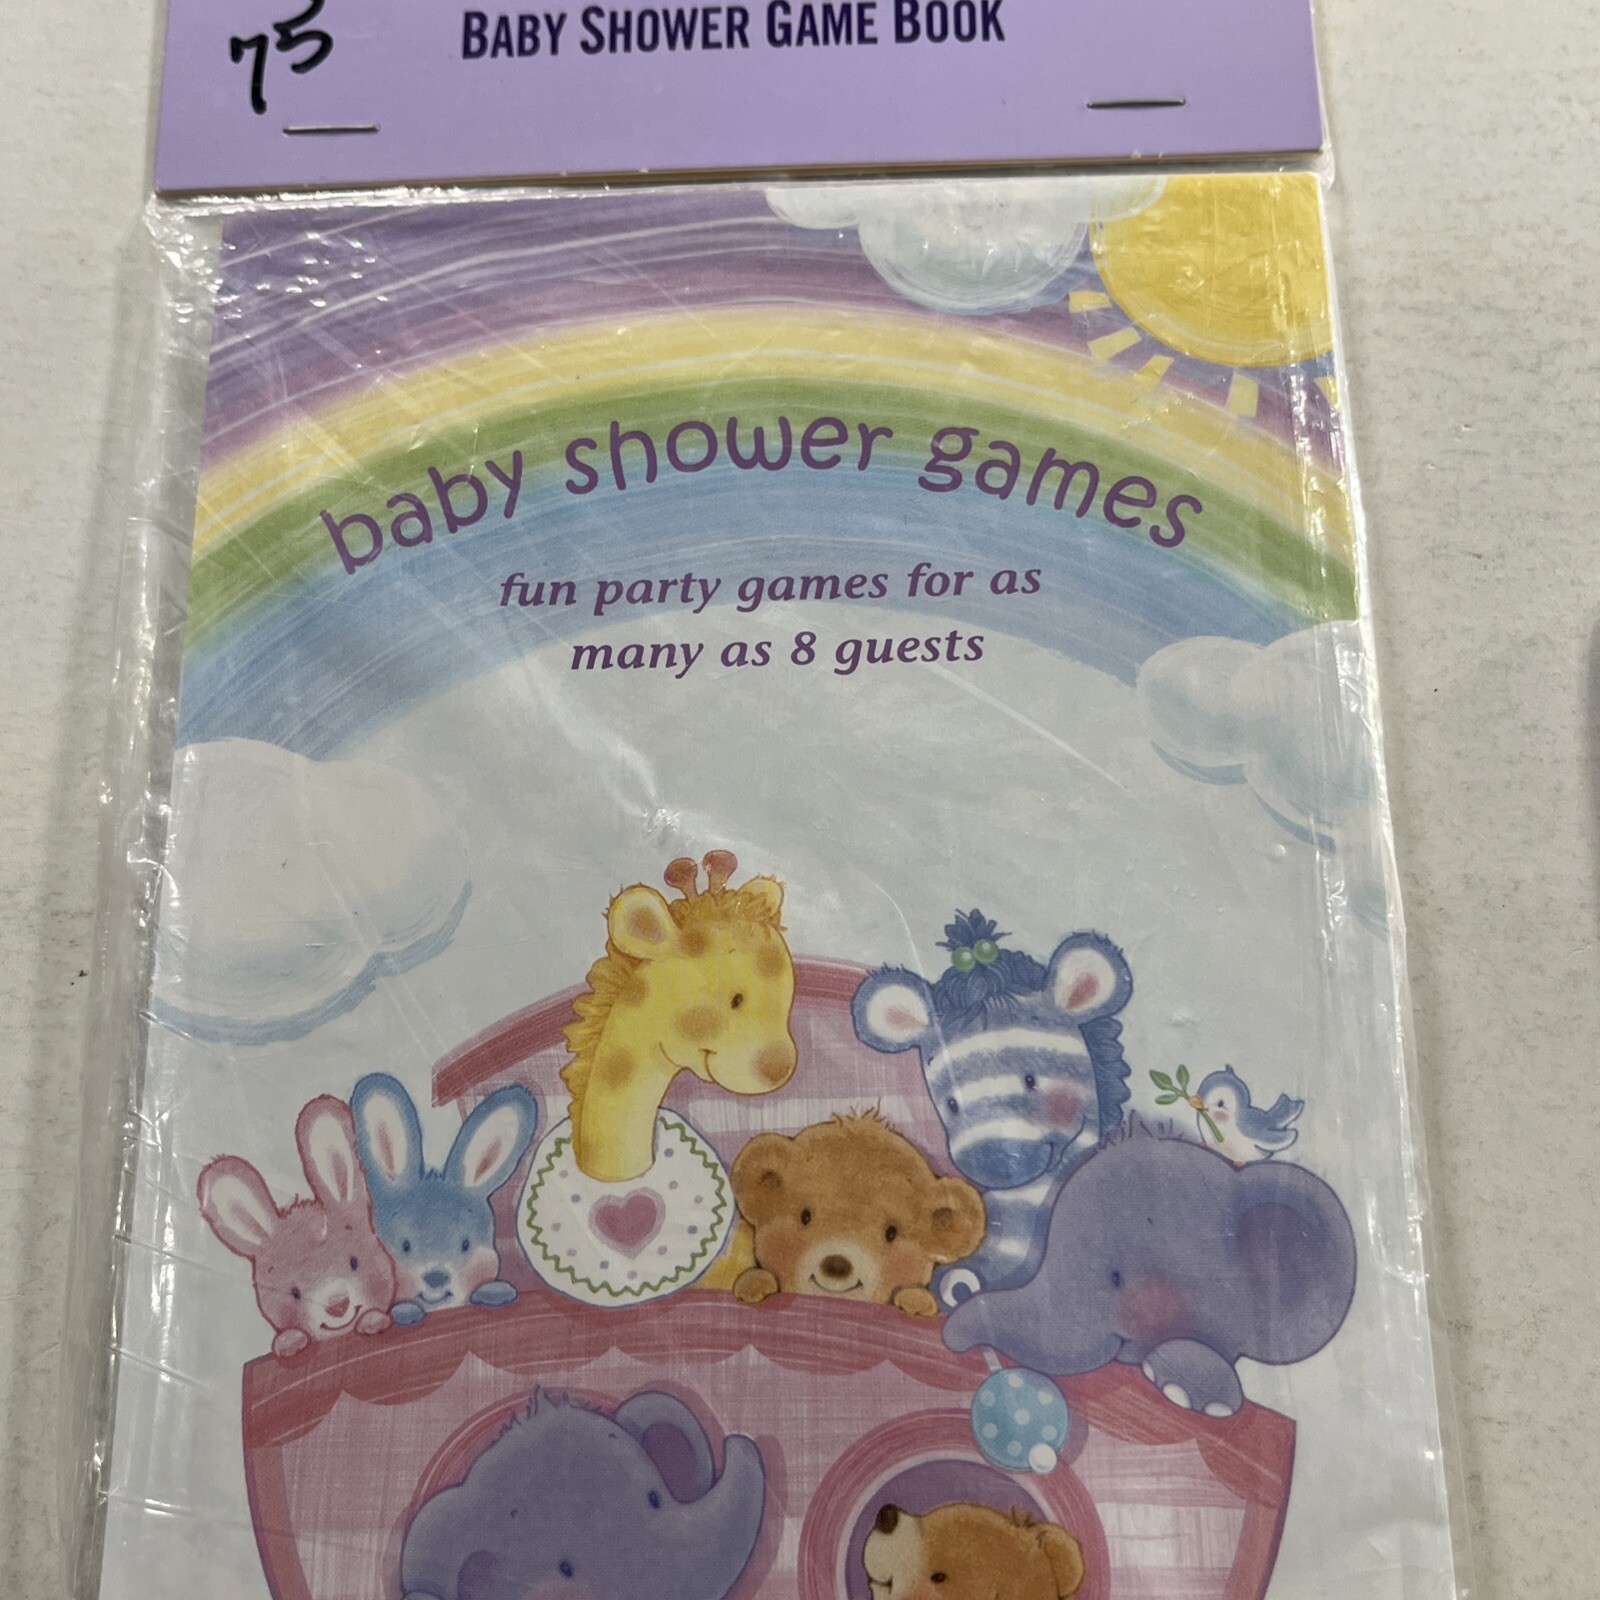 75
BABY SHOWER GAME BOOK
baby shower games
fun party games for as
many as 8 guests